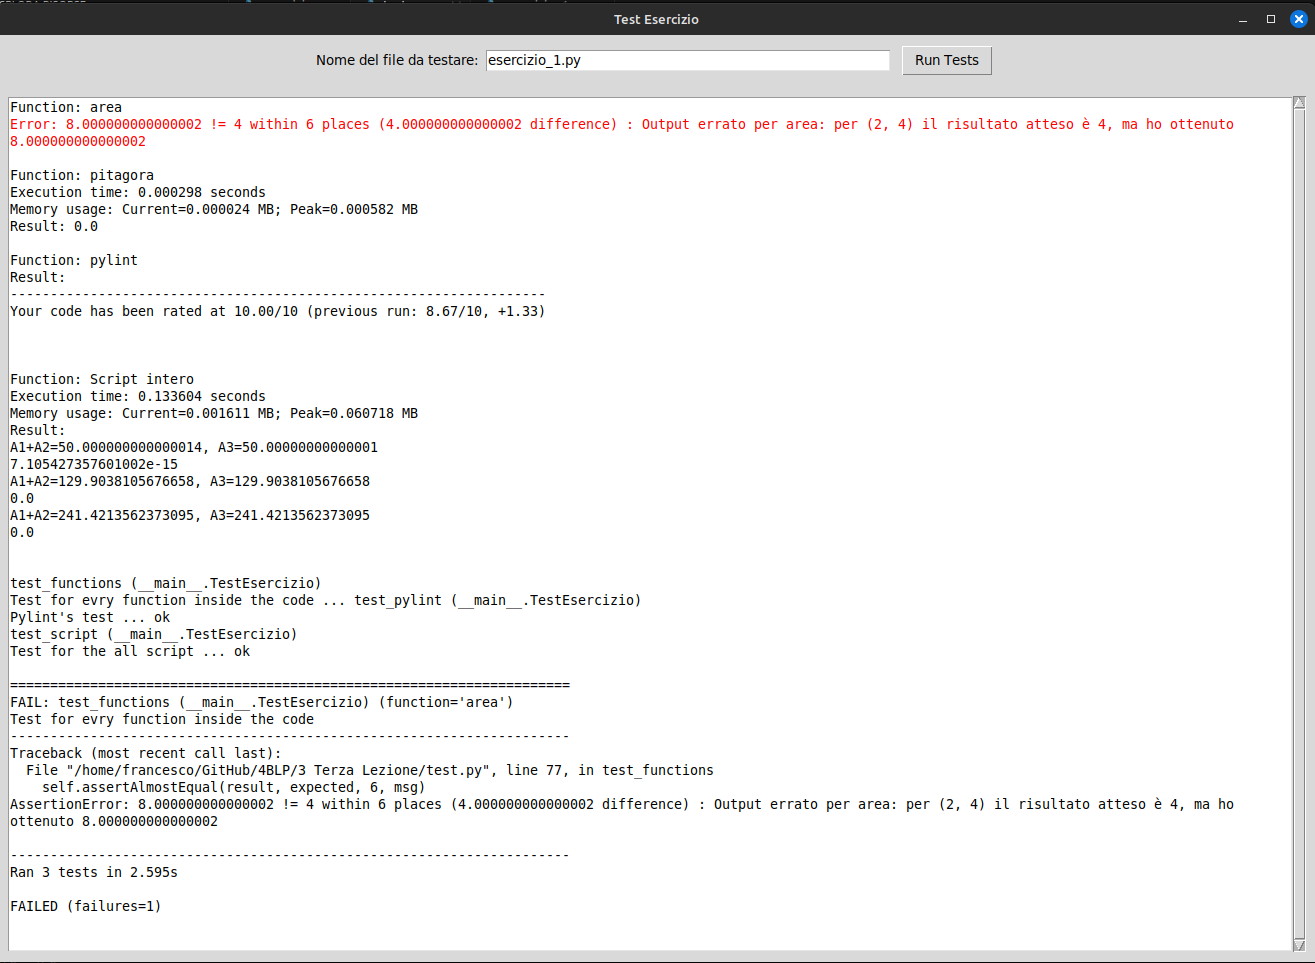 Test Esercizio
Nome del file da testare: esercizio_1.py Run Tests
Function: area
Error: 8.000000000000002 != 4 within 6 places (4.000000000000002 difference) : Output errato per area: per (2, 4) il risultato atteso è 4, ma ho ottenuto
8.000000000000002
Function: pitagora
Execution time: 0.000298 seconds
Memory usage: Current=0.000024 MB; Peak=0.000582 MB
Result: 0.0
Function: pylint
Result:
-------------------------------------------------------------------
Your code has been rated at 10.00/10 (previous run: 8.67/10, +1.33)
Function: Script intero
Execution time: 0.133604 seconds
Memory usage: Current=0.001611 MB; Peak=0.060718 MB
Result:
A1+A2=50.000000000000014, A3=50.00000000000001
7.105427357601002e-15
A1+A2=129.9038105676658, A3=129.9038105676658
0.0
A1+A2=241.4213562373095, A3=241.4213562373095
0.0
test_functions (__main__.TestEsercizio)
Test for evry function inside the code ... test_pylint (__main__.TestEsercizio)
Pylint's test ... ok
test_script (__main__.TestEsercizio)
Test for the all script ... ok
======================================================================
FAIL: test_functions (__main__.TestEsercizio) (function='area')
Test for evry function inside the code
----------------------------------------------------------------------
Traceback (most recent call last):
  File "/home/francesco/GitHub/4BLP/3 Terza Lezione/test.py", line 77, in test_functions
    self.assertAlmostEqual(result, expected, 6, msg)
AssertionError: 8.000000000000002 != 4 within 6 places (4.000000000000002 difference) : Output errato per area: per (2, 4) il risultato atteso è 4, ma ho
ottenuto 8.000000000000002
----------------------------------------------------------------------
Ran 3 tests in 2.595s
FAILED (failures=1)